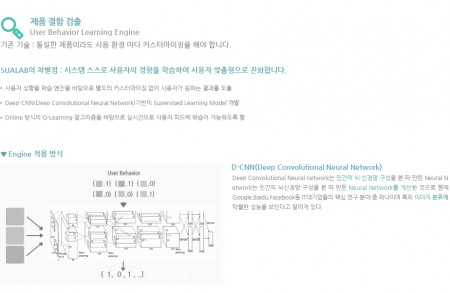 제품 결함 검출
User Behavior Learning Engine
기존 기술 : 동일한 제품이라도 사용 환경 마다 커스터마이징을 해야 합니다.
SUALAB의 차별점 : 시스템 스스로 사용자의 경향을 학습하며 사용자 맞춤형으로 진화합니다.
• 사용자 성향을 학습 엔진을 바탕으로 별도의 커스터마이징 없이 사용자가 원하는 결과를 도출
• Deep-CNN(Deep Convolutional Neural Network)기반의 Supervised Learning Model 개발
• Online 방식의 Q-Learning 알고리즘을 바탕으로 실시간으로 사용자 피드백 학습이 가능하도록 함
▼ Engine 적용 방식
User Behavior
{ ,1} { ,1} { ,0}
{ ,0} { ,0} { ,1}
{ 1, 0, 1, ..}
D-CNN(Deep Convolutional Neural Network)
Deep Convolutional Neural network는 인간의 뇌 신경망 구성을 본 따 만든 Neural N
etwork는 인간의 뇌 신경망 구성을 본 따 만든 Neural Network를 개선한 것으로 현재
Google,Baidu,Facebook등 IT대기업들의 핵심 연구 분야 중 하나이며 특히 이미지 분류에
탁월한 성능을 보인다고 알려져 있다.